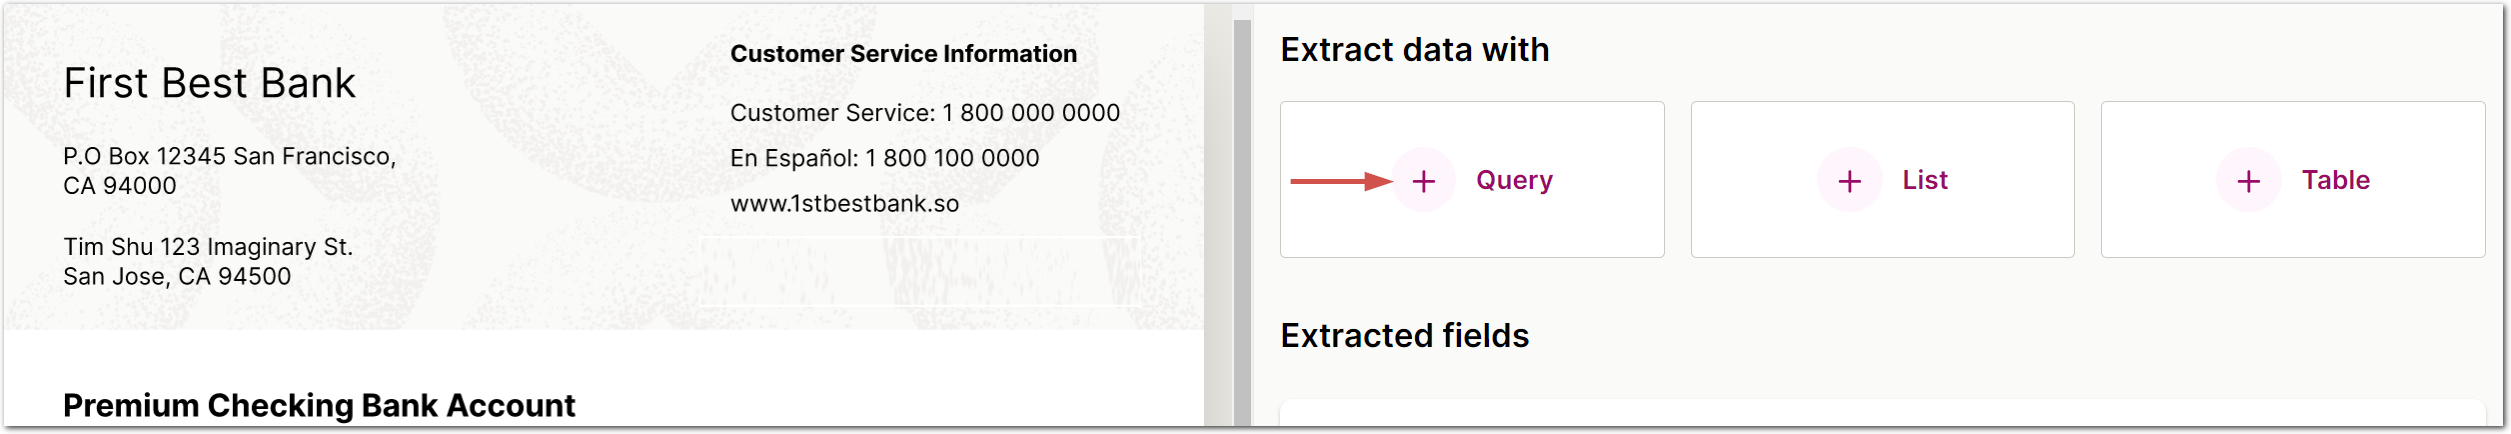 First Best Bank
P.O Box 12345 San Francisco,
CA 94000
Tim Shu 123 Imaginary St.
San Jose, CA 94500
Customer Service Information
Customer Service: 1 800 000 0000
En Español: 1 800 100 0000
www.1stbestbank.so
Premium Checking Bank Account
Extract data with
Query
List
Table
Extracted fields